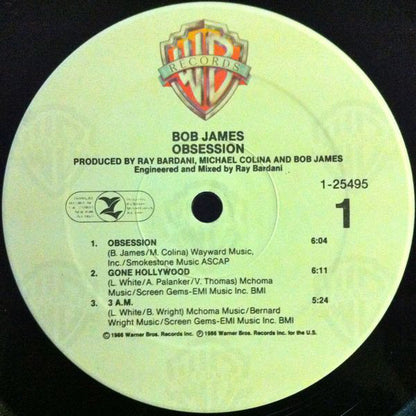 WB
RECORDS
BOB JAMES
OBSESSION
PRODUCED BY RAY BARDANI, MICHAEL COLINA AND BOB JAMES
Engineered and Mixed by Ray Bardani
1-25495
1
1. OBSESSION 6:04
(B. James/M. Colina) Wayward Music,
Inc./Smokestone Music ASCAP
2. GONE HOLLYWOOD 6:11
(L. White/A. Palanker/V. Thomas) Mchoma
Music/Screen Gems-EMI Music Inc. BMI
3 3 A.M. 5:24
(L. White/B. Wright) Mchoma Music/Bernard
Wright Music/Screen Gems-EMI Music Inc. BMI
© 1986 Warner Bros. Records Inc. ℗ 1986 Warner Bros. Records Inc. for the U.S.